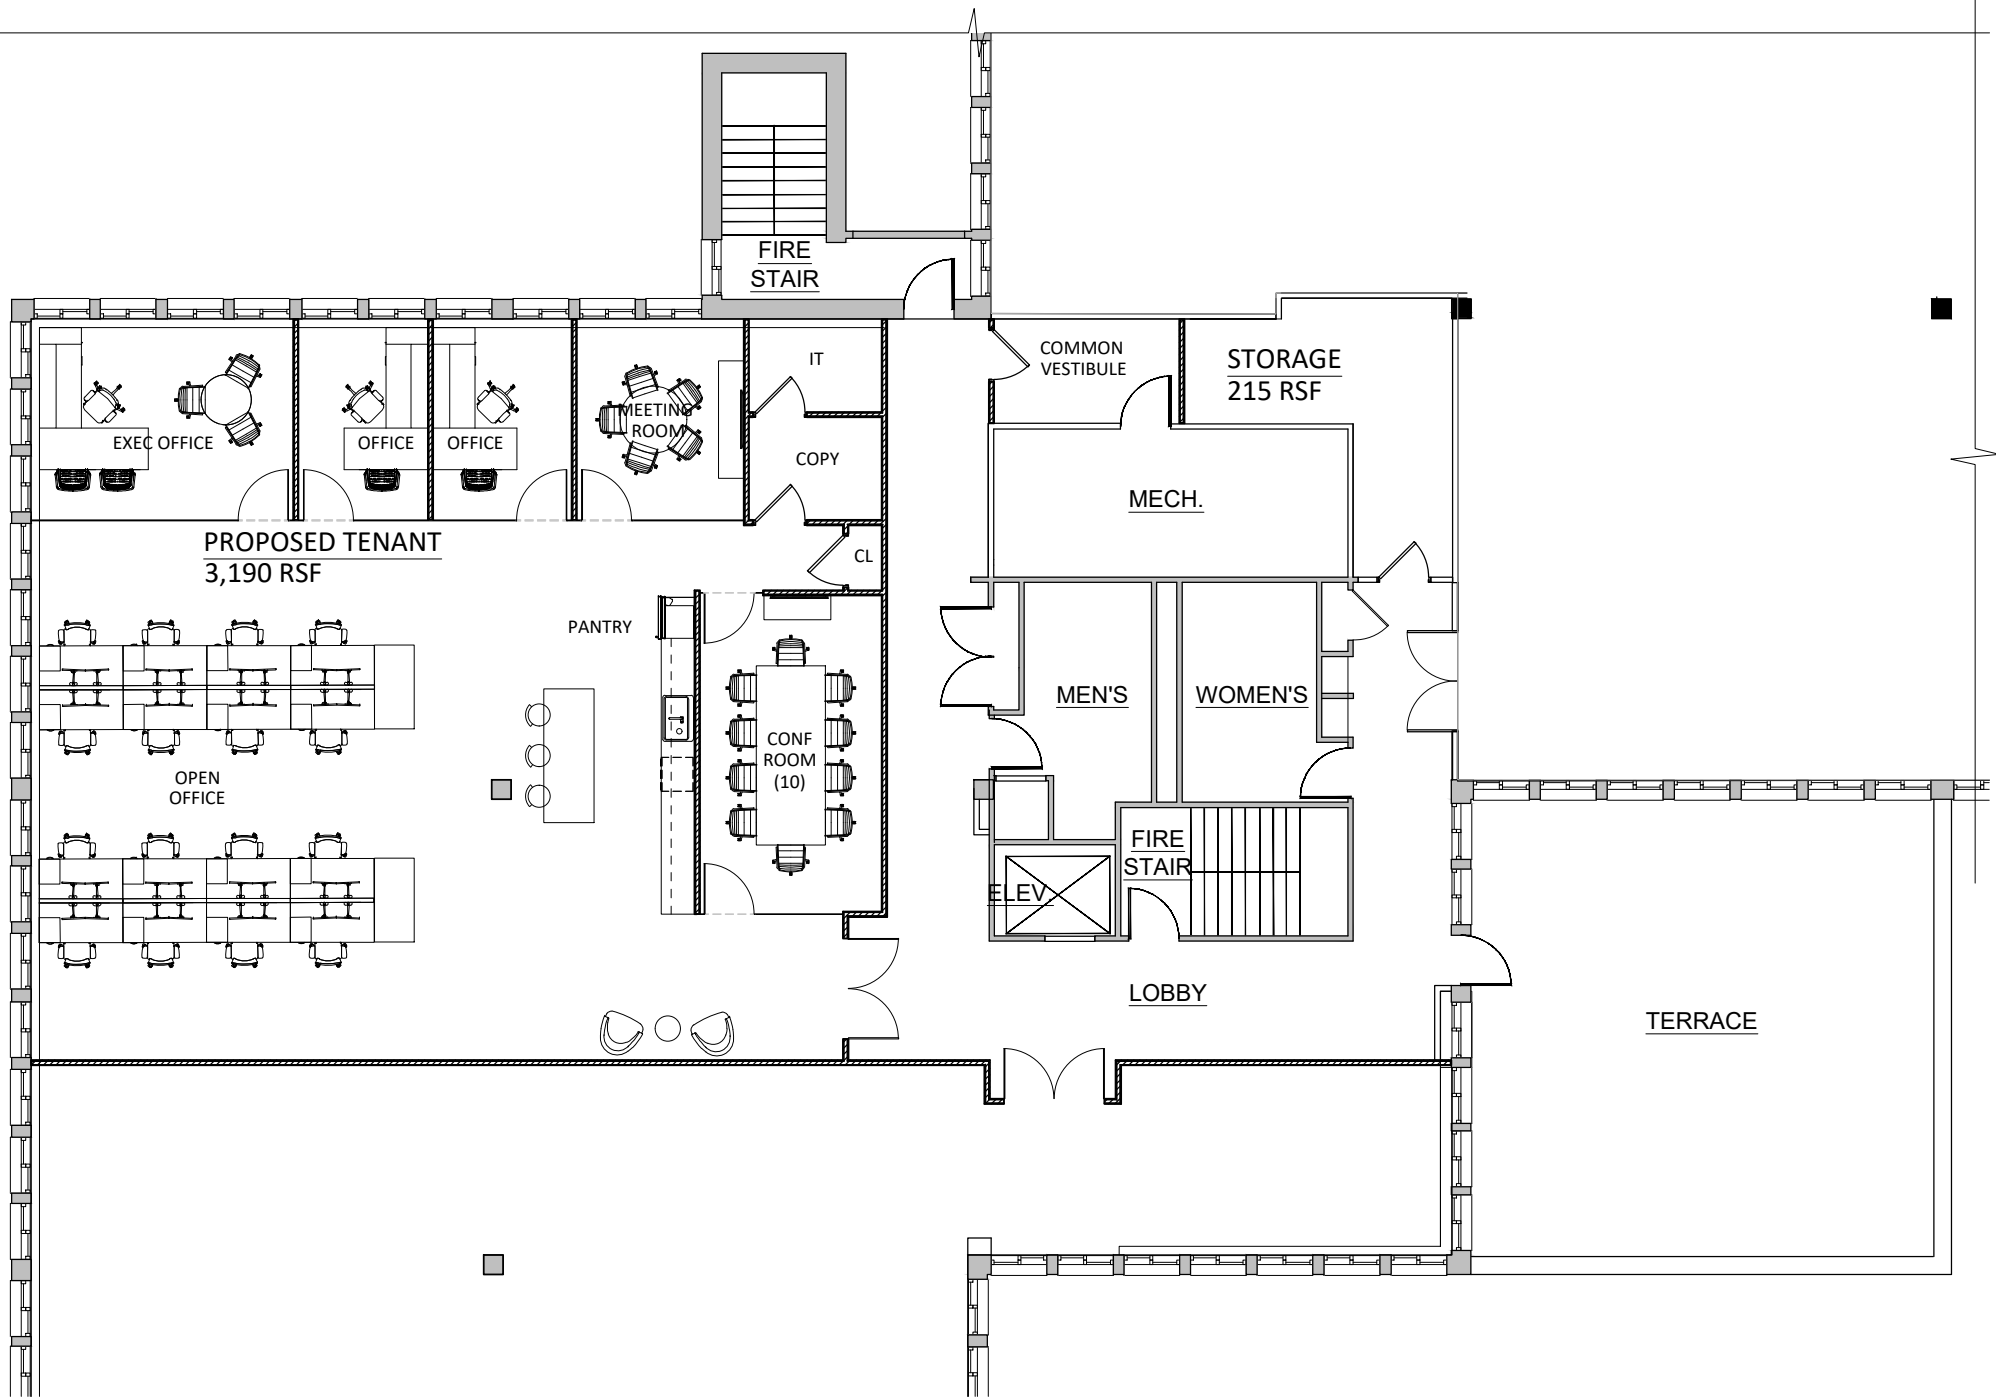 FIRE
STAIR
IT
COMMON
VESTIBULE
STORAGE
215 RSF
EXEC OFFICE
OFFICE
OFFICE
MEETING
ROOM
COPY
MECH.
PROPOSED TENANT
3,190 RSF
CL
PANTRY
MEN'S
WOMEN'S
CONF
ROOM
(10)
OPEN
OFFICE
FIRE
STAIR
ELEV.
LOBBY
TERRACE